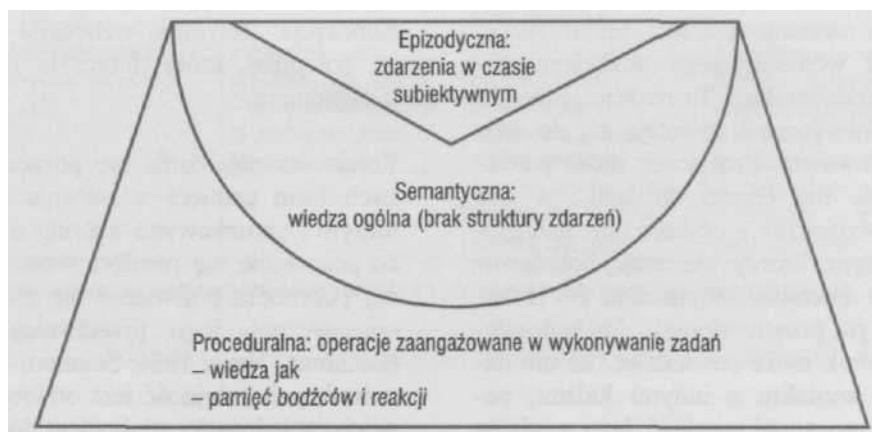 Epizodyczna:
zdarzenia w czasie
subiektywnym
Semantyczna:
wiedza ogólna (brak struktury zdarzeń)
Proceduralna: operacje zaangażowane w wykonywanie zadań
– wiedza jak
– pamięć bodźców i reakcji